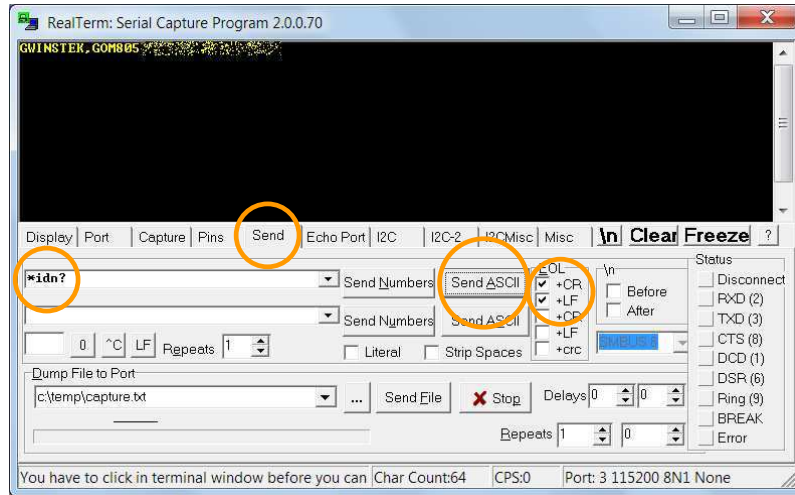 RealTerm: Serial Capture Program 2.0.0.70
GWINSTEK,GOM805
Display Port Capture Pins Send Echo Port I2C I2C-2 I2CMisc Misc \n Clear Freeze ?
*idn? Send Numbers Send ASCII
EOL
+CR
+LF
\n
Before
After
Send Numbers Send ASCII
+CR
+LF
+crc
0 ^C LF Repeats 1
Literal Strip Spaces
SMBUS 8
Status
Disconnect
RXD (2)
TXD (3)
CTS (8)
DCD (1)
DSR (6)
Ring (9)
BREAK
Error
Dump File to Port
c:\temp\capture.txt ... Send File X Stop Delays 0 0
Repeats 1 0
You have to click in terminal window before you can Char Count:64 CPS:0 Port: 3 115200 8N1 None